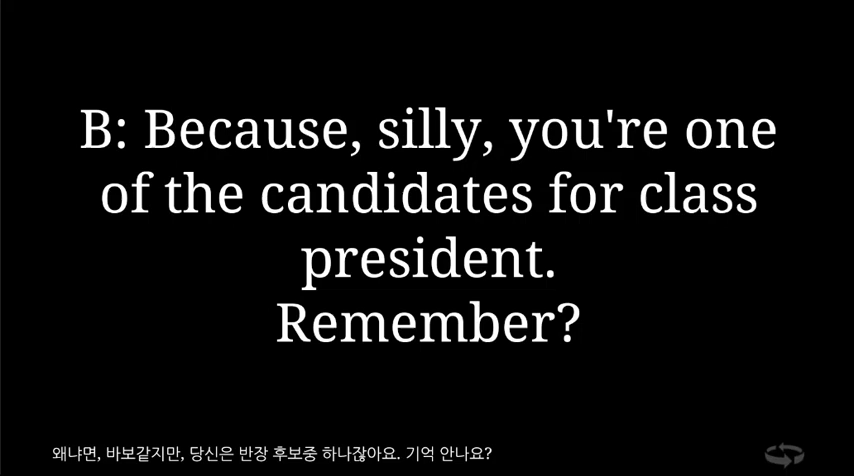 B: Because, silly, you're one
of the candidates for class
president.
Remember?
왜냐면, 바보같지만, 당신은 반장 후보중 하나잖아요. 기억 안나요?